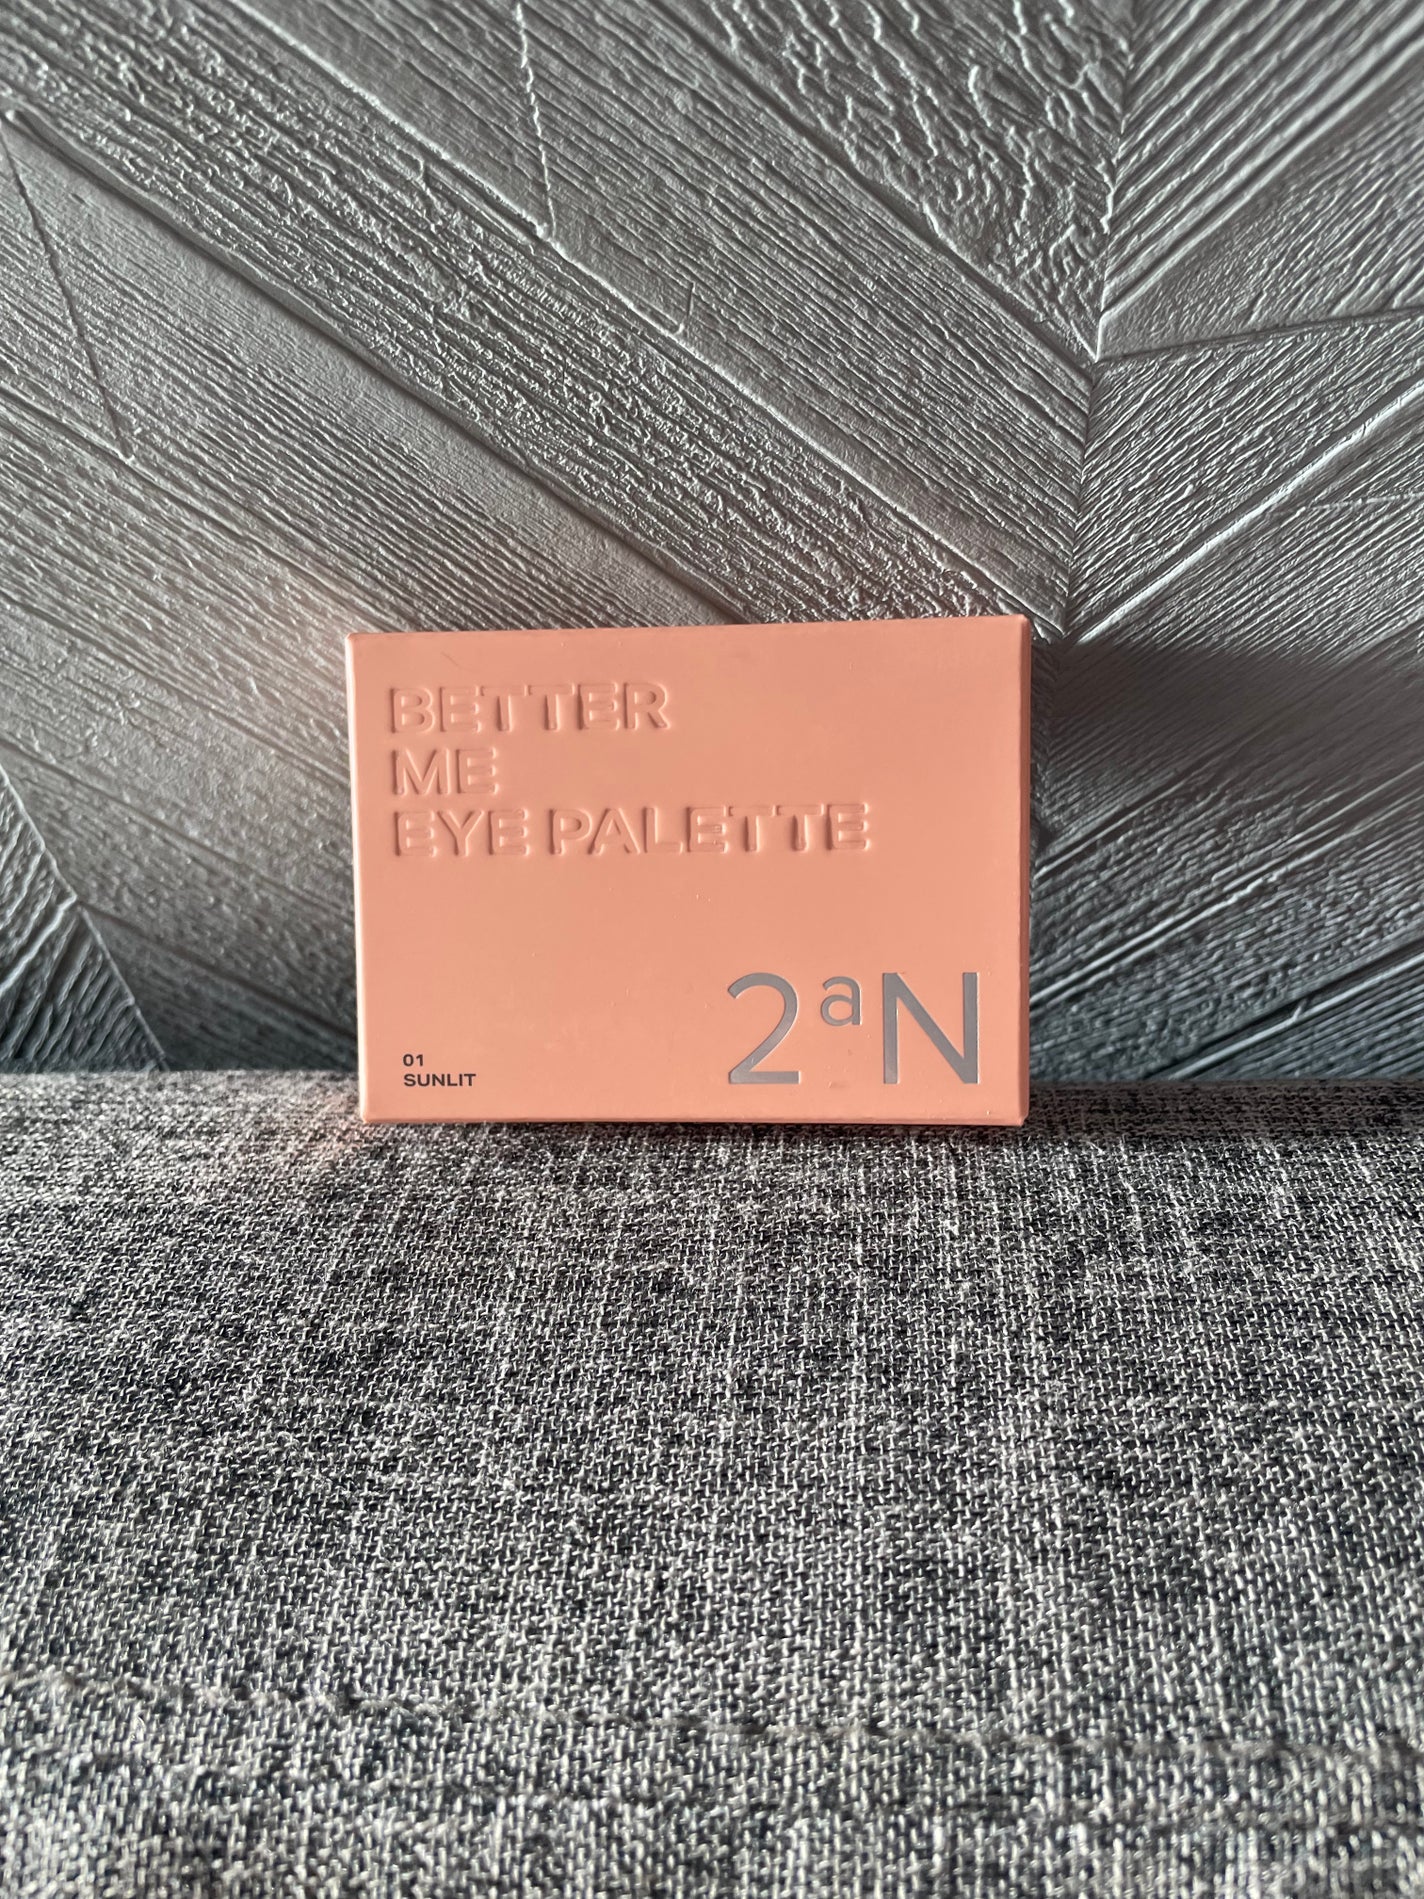 BETTER
ME
EYE PALETTE
2aN
01
SUNLIT